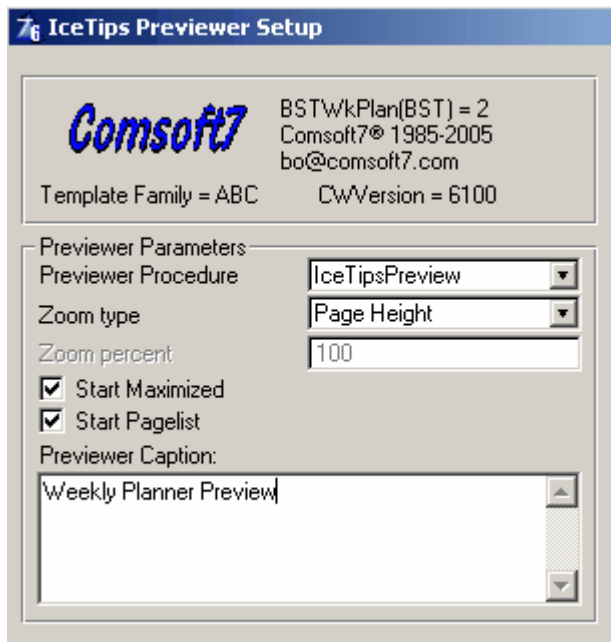 76 IceTips Previewer Setup
Comsoft7
BSTWkPlan(BST) = 2
Comsoft7® 1985-2005
bo@comsoft7.com
Template Family = ABC CWVersion = 6100
Previewer Parameters
Previewer Procedure IceTipsPreview
Zoom type Page Height
Zoom percent 100
Start Maximized
Start Pagelist
Previewer Caption:
Weekly Planner Preview